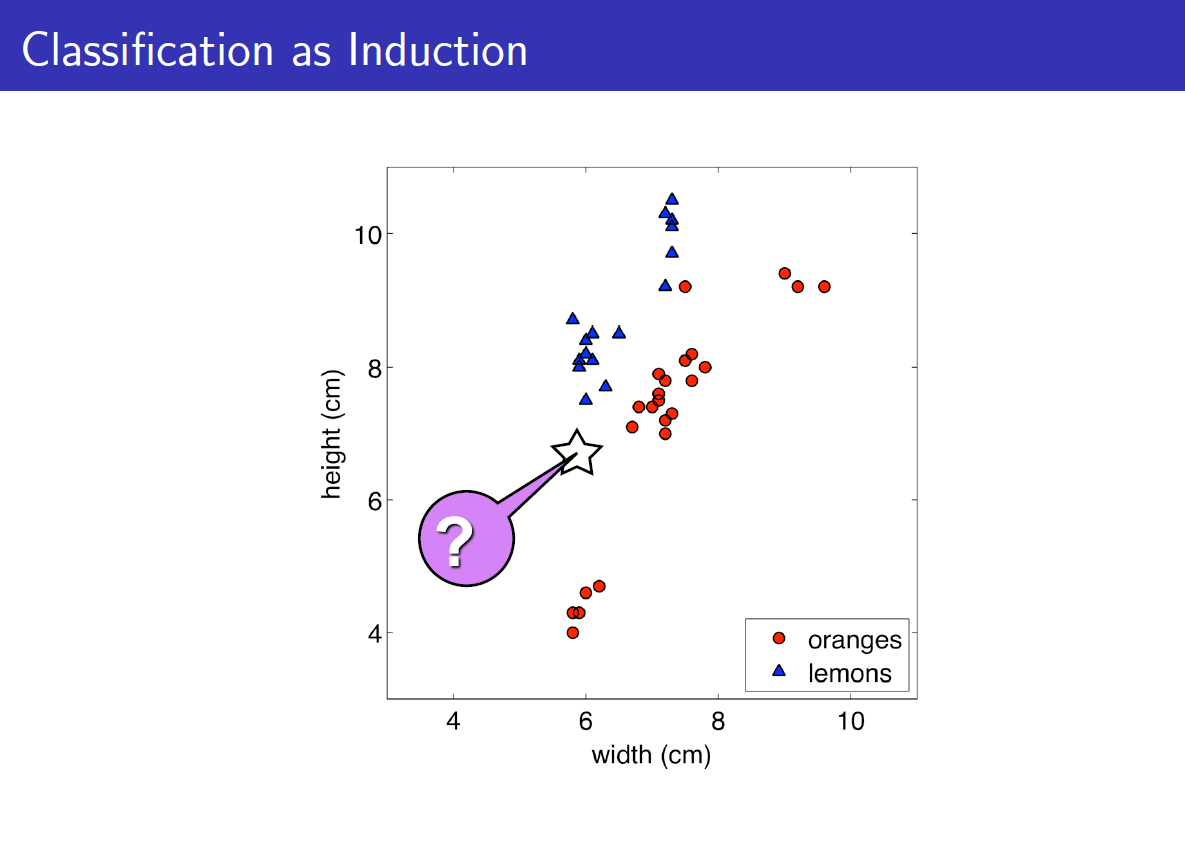 Classification as Induction
10
8
6
4
height (cm)
?
oranges
lemons
4 6 8 10
width (cm)